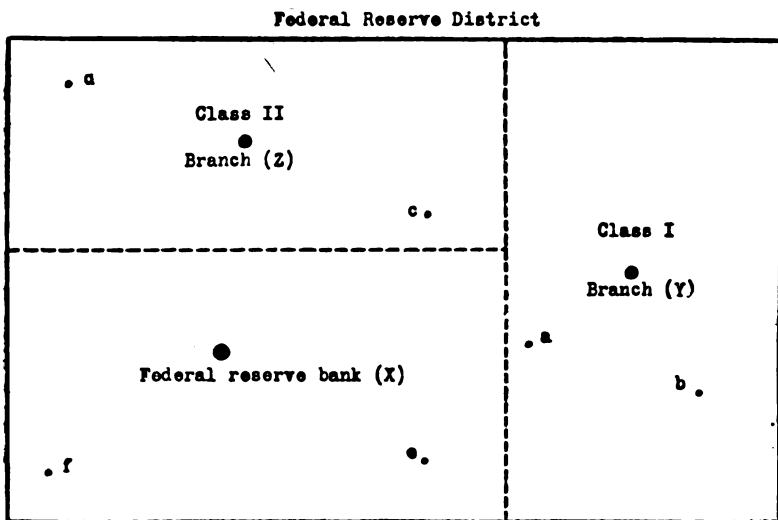 Federal Reserve District
a
Class II
Branch (Z)
c
Class I
Branch (Y)
a
b
Federal reserve bank (X)
f
e